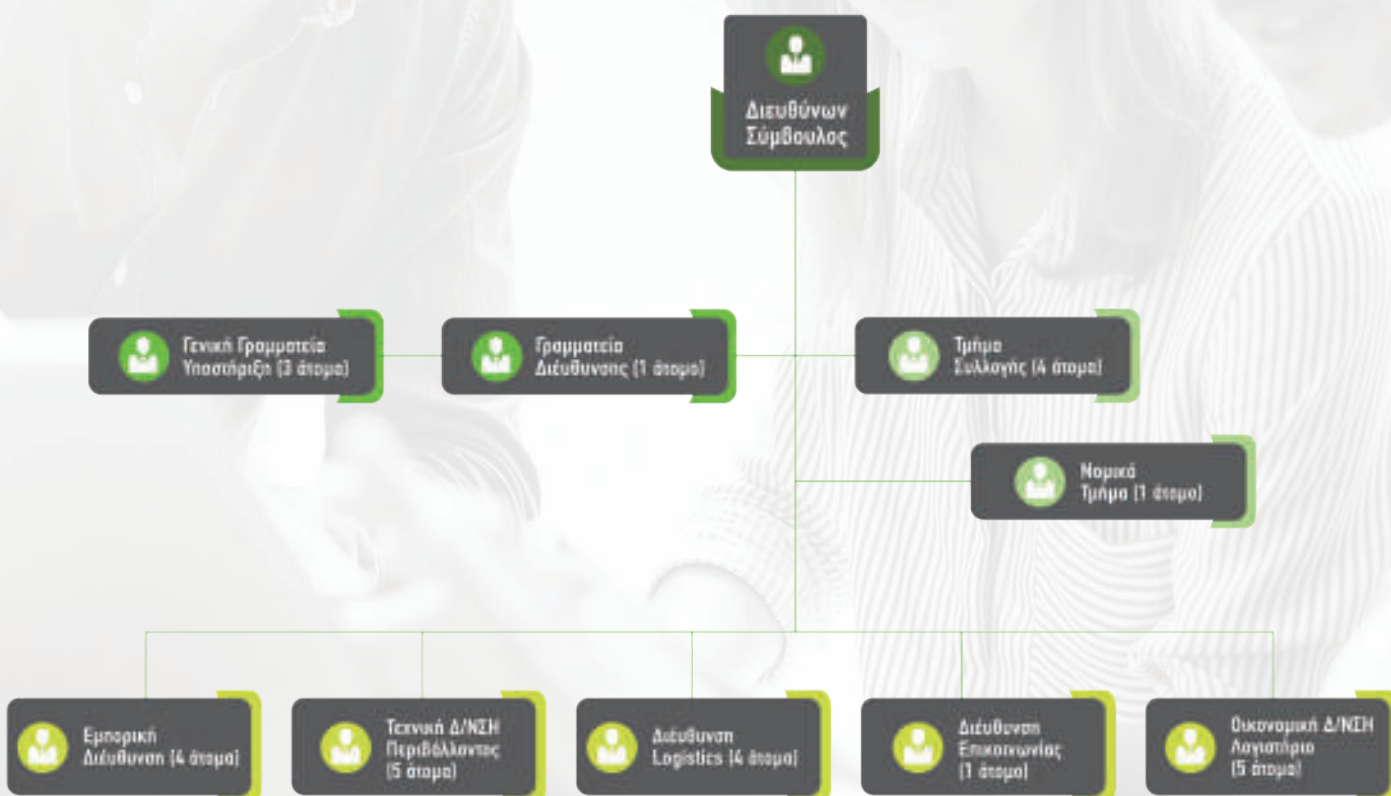 Διευθύνων
Σύμβουλος
Γενική Γραμματεία
Υποστήριξη (3 άτομα)
Γραμματεία
Διεύθυνσης (1 άτομο)
Τμήμα
Συλλογής (4 άτομα)
Νομικό
Τμήμα (1 άτομο)
Εμπορική
Διεύθυνση (4 άτομα)
Τεχνική Δ/ΝΣΗ
Περιβάλλοντος
(5 άτομα)
Διεύθυνση
Logistics (4 άτομα)
Διεύθυνση
Επικοινωνίας
(1 άτομο)
Οικονομική Δ/ΝΣΗ
Λογιστήριο
(5 άτομα)